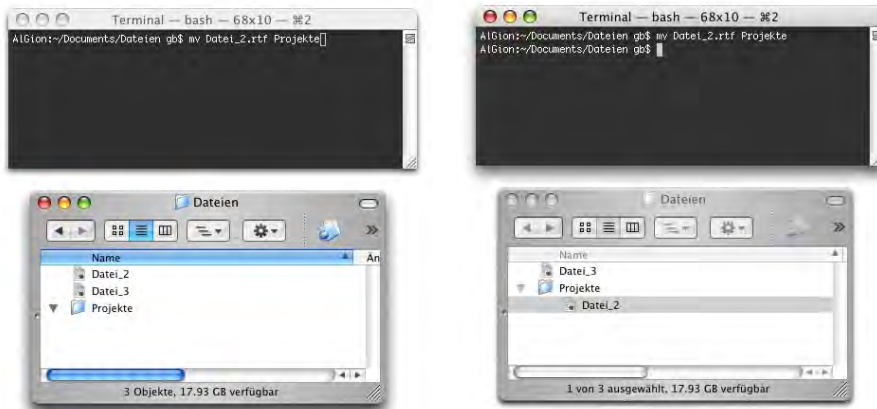 Terminal — bash — 68x10 — ⌘2
AlGion:~/Documents/Dateien gb$ mv Datei_2.rtf Projekte
Dateien
Name
An
Datei_2
Datei_3
Projekte
3 Objekte, 17.93 GB verfügbar
Terminal — bash — 68x10 — ⌘2
AlGion:~/Documents/Dateien gb$ mv Datei_2.rtf Projekte
AlGion:~/Documents/Dateien gb$
Dateien
Name
Datei_3
Projekte
Datei_2
1 von 3 ausgewählt, 17.93 GB verfügbar